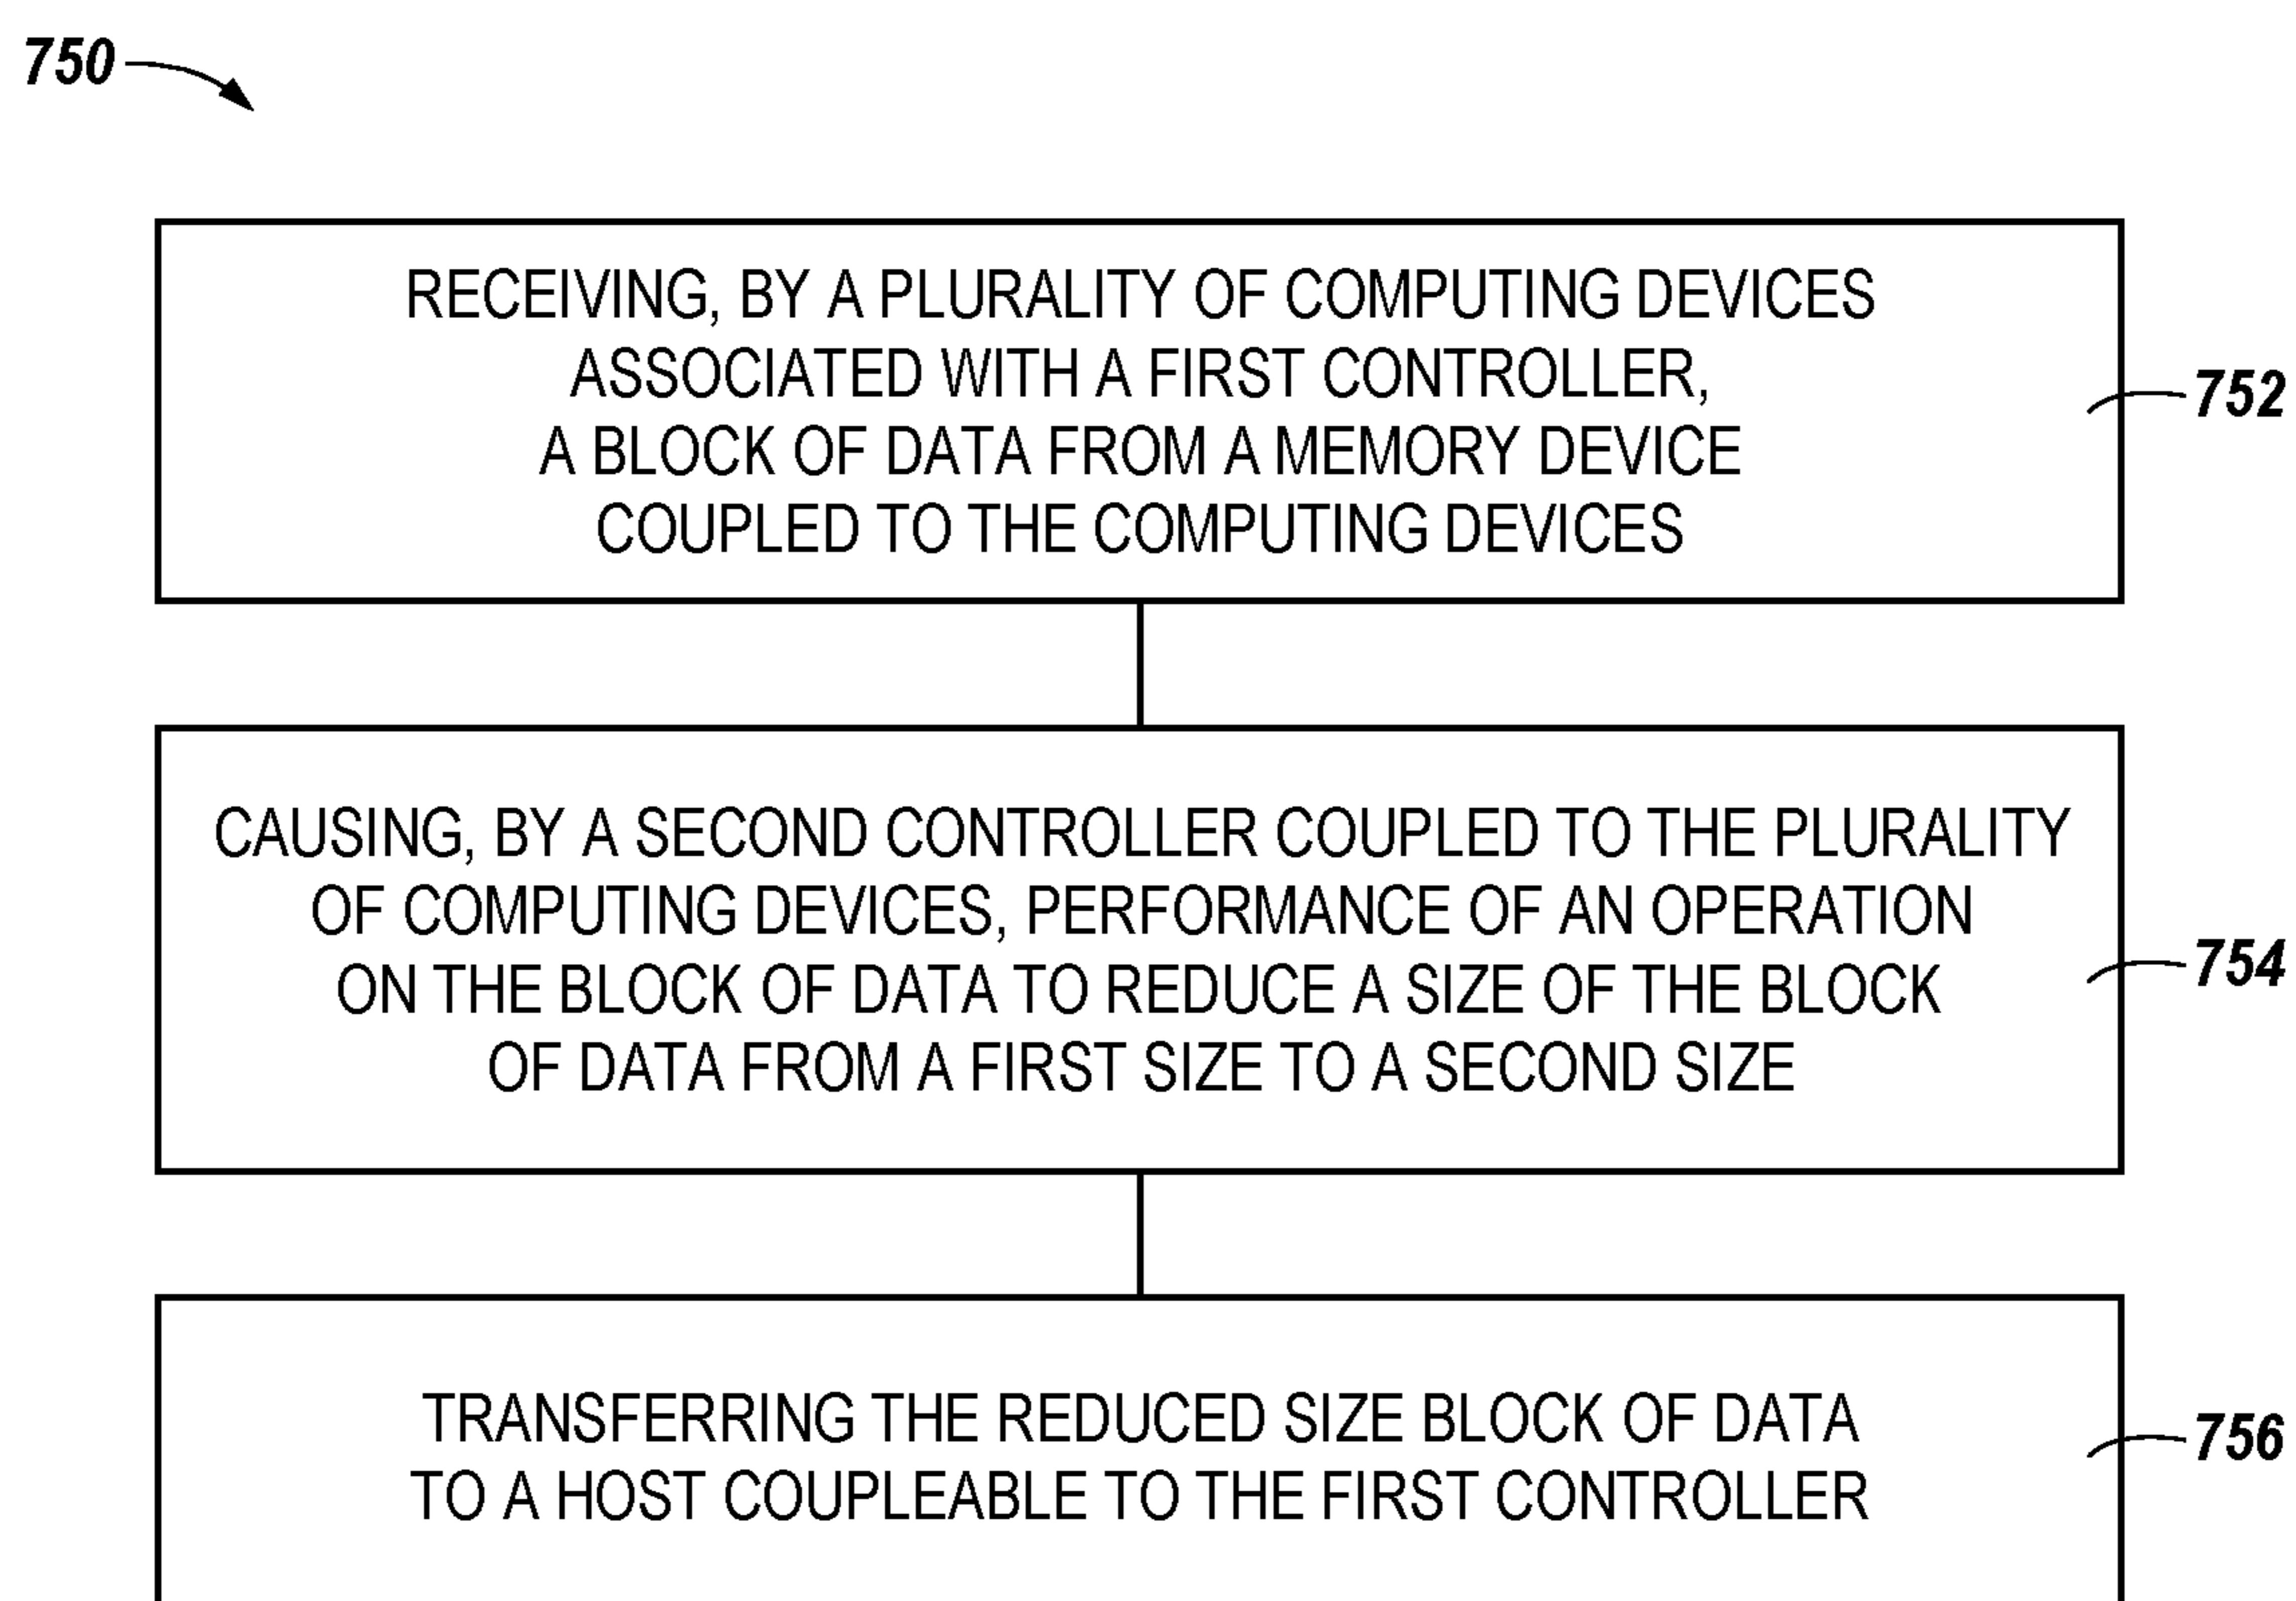 750
RECEIVING, BY A PLURALITY OF COMPUTING DEVICES
ASSOCIATED WITH A FIRST CONTROLLER,
A BLOCK OF DATA FROM A MEMORY DEVICE
COUPLED TO THE COMPUTING DEVICES
752
CAUSING, BY A SECOND CONTROLLER COUPLED TO THE PLURALITY
OF COMPUTING DEVICES, PERFORMANCE OF AN OPERATION
ON THE BLOCK OF DATA TO REDUCE A SIZE OF THE BLOCK
OF DATA FROM A FIRST SIZE TO A SECOND SIZE
754
TRANSFERRING THE REDUCED SIZE BLOCK OF DATA
TO A HOST COUPLEABLE TO THE FIRST CONTROLLER
756